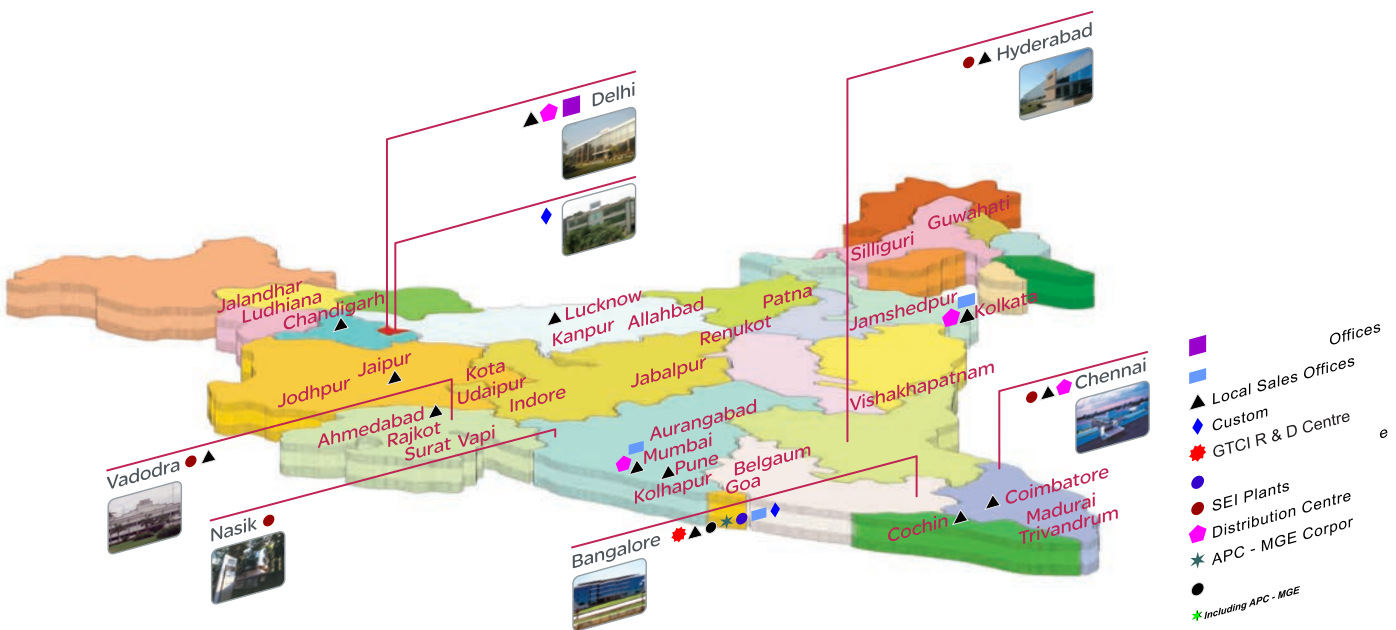 Hyderabad
Delhi
Guwahati
Silliguri
Jalandhar
Ludhiana
Chandigarh
Lucknow
Kanpur
Allahbad
Patna
Renukot
Jamshedpur
Kolkata
Jaipur
Jodhpur
Kota
Udaipur
Indore
Jabalpur
Vishakhapatnam
Chennai
Ahmedabad
Rajkot
Surat Vapi
Aurangabad
Mumbai
Pune
Kolhapur
Belgaum
Goa
Vadodra
Nasik
Bangalore
Cochin
Coimbatore
Madurai
Trivandrum
Offices
Local Sales Offices
Custom
GTCI R & D Centre
e
SEI Plants
Distribution Centre
APC - MGE Corpor
Including APC - MGE